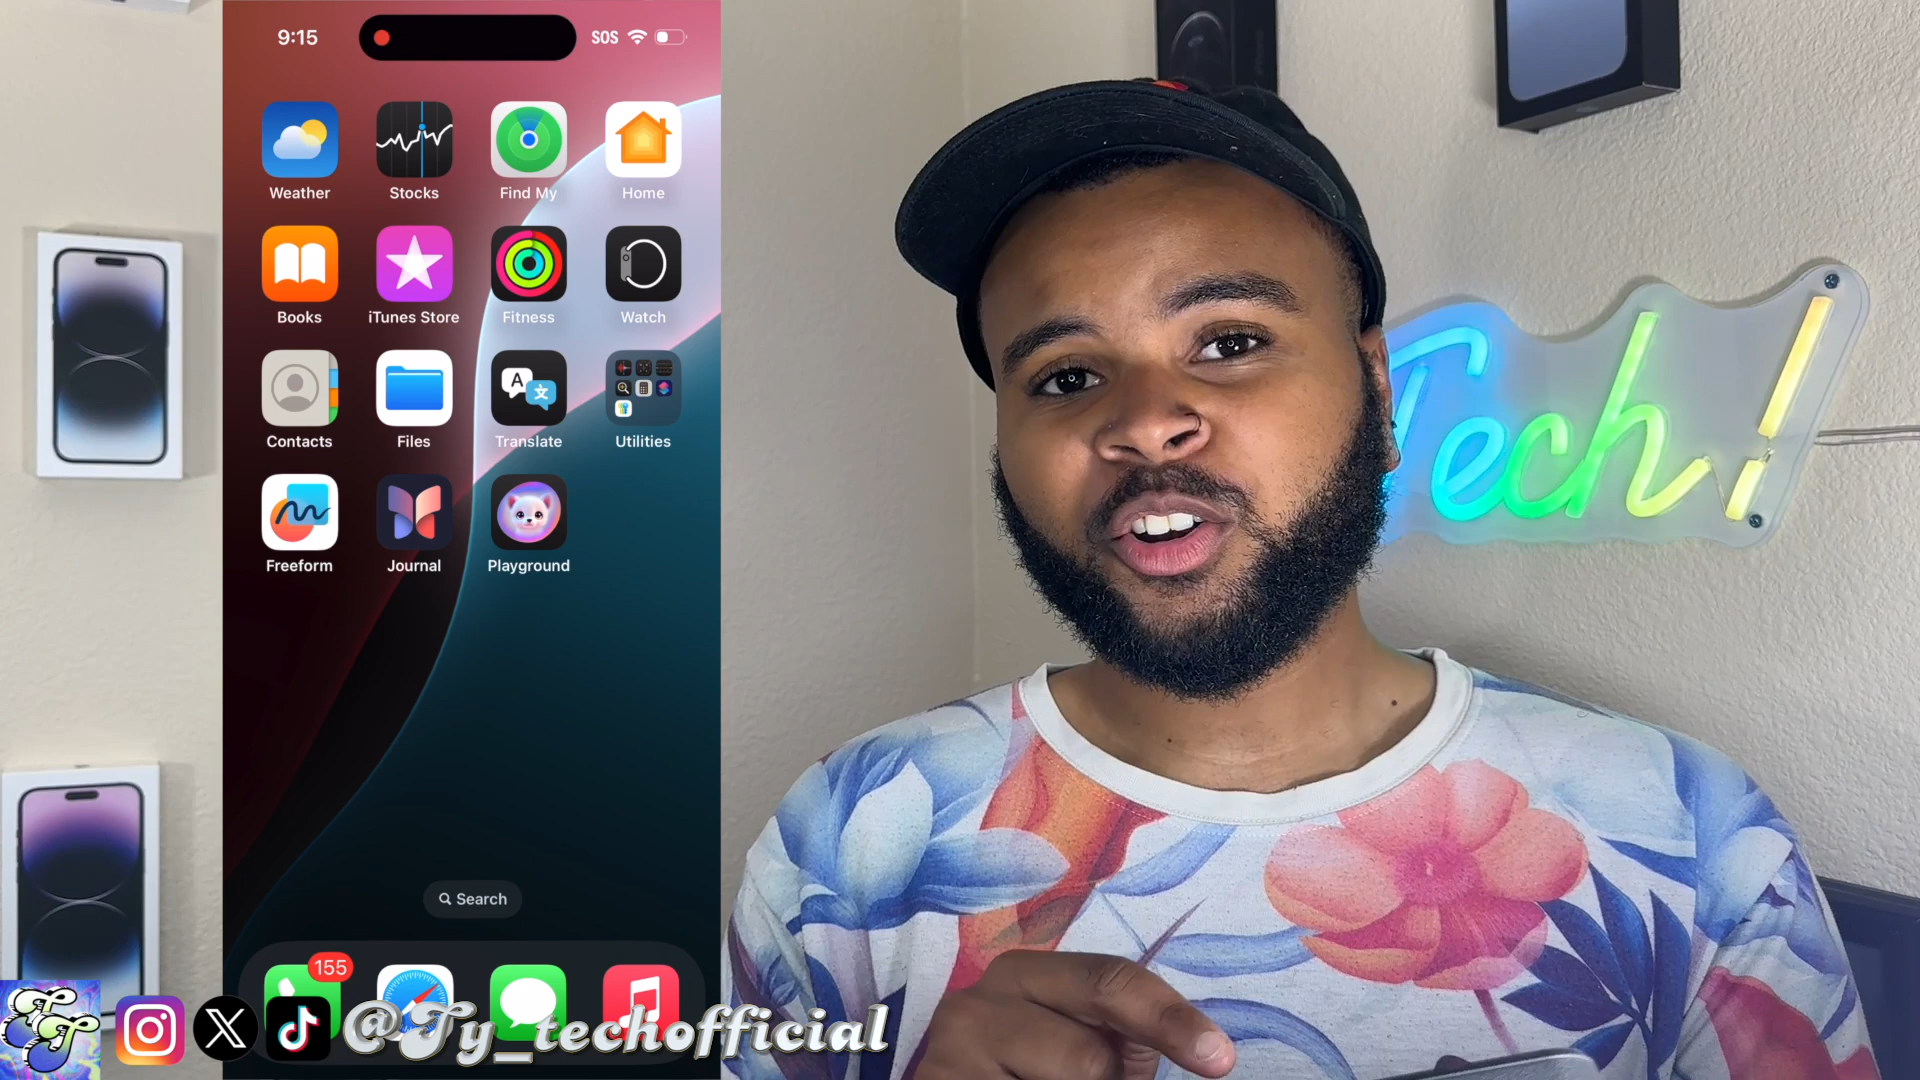 9:15
SOS
Weather
Stocks
Find My
Home
Books
iTunes Store
Fitness
Watch
Contacts
Files
Translate
Utilities
Freeform
Journal
Playground
Search
155
@Ty_techofficial
Tech!